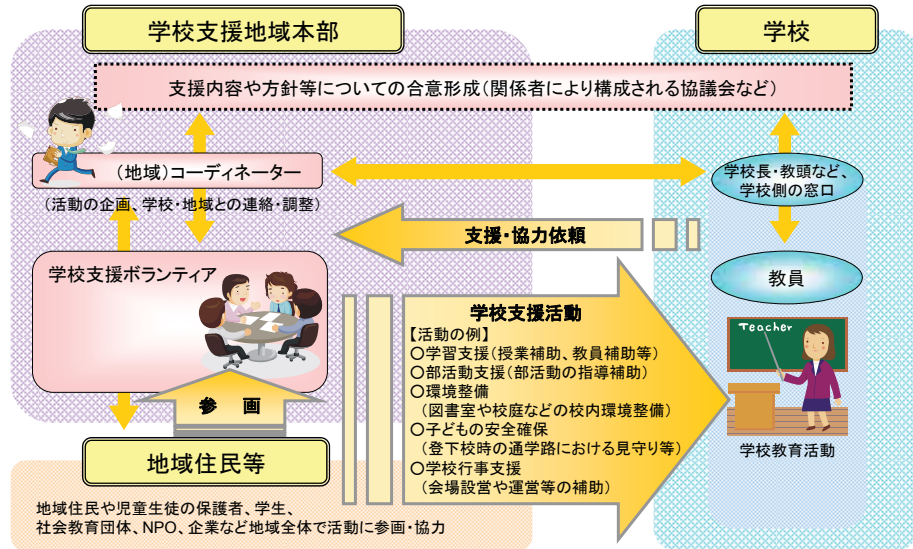 学校支援地域本部
学校
支援内容や方針等についての合意形成(関係者により構成される協議会など)
(地域)コーディネーター
(活動の企画、学校・地域との連絡・調整)
学校長・教頭など、
学校側の窓口
支援・協力依頼
学校支援ボランティア
教員
学校支援活動
【活動の例】
○学習支援(授業補助、教員補助等)
○部活動支援(部活動の指導補助)
○環境整備
(図書室や校庭などの校内環境整備)
○子どもの安全確保
(登下校時の通学路における見守り等)
○学校行事支援
(会場設営や運営等の補助)
Teacher
学校教育活動
参 画
地域住民等
地域住民や児童生徒の保護者、学生、
社会教育団体、NPO、企業など地域全体で活動に参画・協力